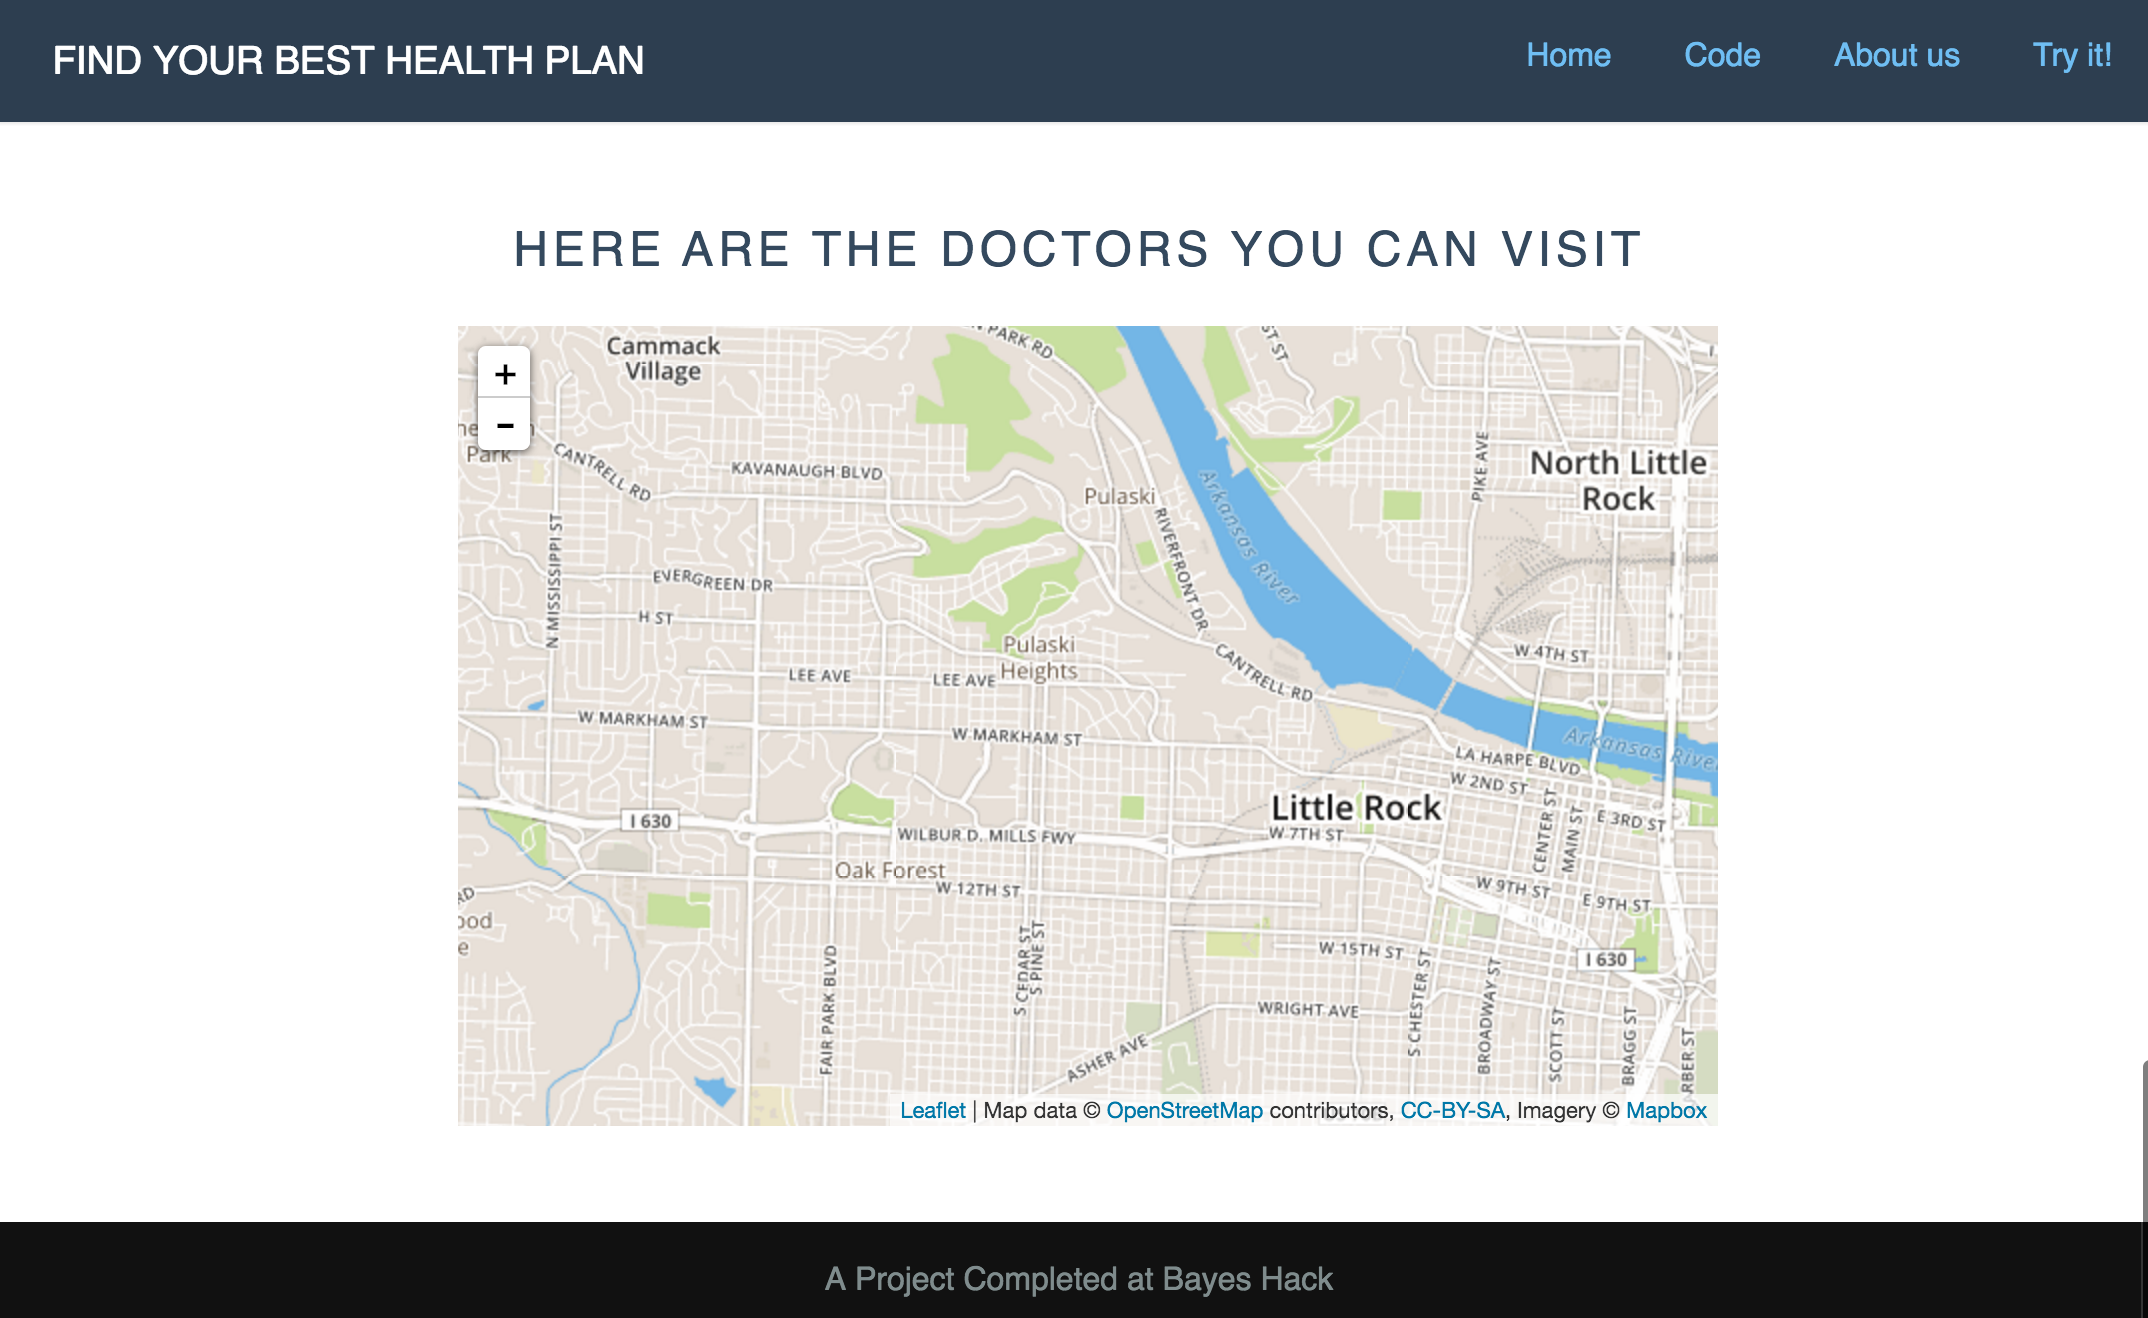 FIND YOUR BEST HEALTH PLAN
Home Code About us Try it!
HERE ARE THE DOCTORS YOU CAN VISIT
+
-
Cammack
Village
PARK RD
ST ST
Park
CANTRELL RD
KAVANAUGH BLVD
Pulaski
PIKE AVE
North Little
Rock
N MISSISSIPPI ST
RIVERFRONT DR
Arkansas River
EVERGREEN DR
H ST
Pulaski
Heights
LEE AVE
LEE AVE
CANTRELL RD
W 4TH ST
W MARKHAM ST
W MARKHAM ST
Arkansas River
LA HARPE BLVD
W 2ND ST
I 630
Little Rock
CENTER ST
MAIN ST
E 3RD ST
WILBUR D. MILLS FWY
W 7TH ST
Oak Forest
W 12TH ST
W 9TH ST
E 9TH ST
RD
ood
e
FAIR PARK BLVD
S CEDAR ST
S PINE ST
W 15TH ST
I 630
S CHESTER ST
BROADWAY ST
WRIGHT AVE
SCOTT ST
BRAGG ST
ARBER ST
ASHER AVE
Leaflet | Map data © OpenStreetMap contributors, CC-BY-SA, Imagery © Mapbox
A Project Completed at Bayes Hack